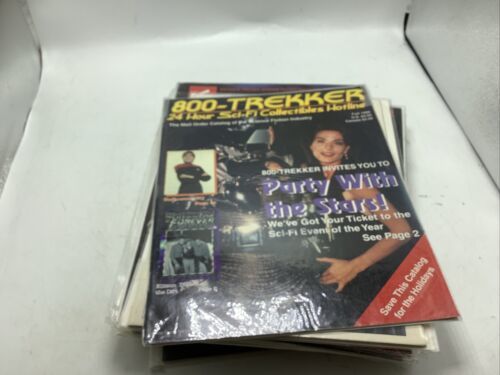 800-TREKKER
24 Hour Sci-Fi Collectibles Hotline
The Mail Order Catalog of the Science Fiction Industry
800-TREKKER INVITES YOU TO
Party With
the Stars!
We've Got Your Ticket to the
Sci-Fi Event of the Year
See Page 2
FOREVER
Save This Catalog
for the Holidays